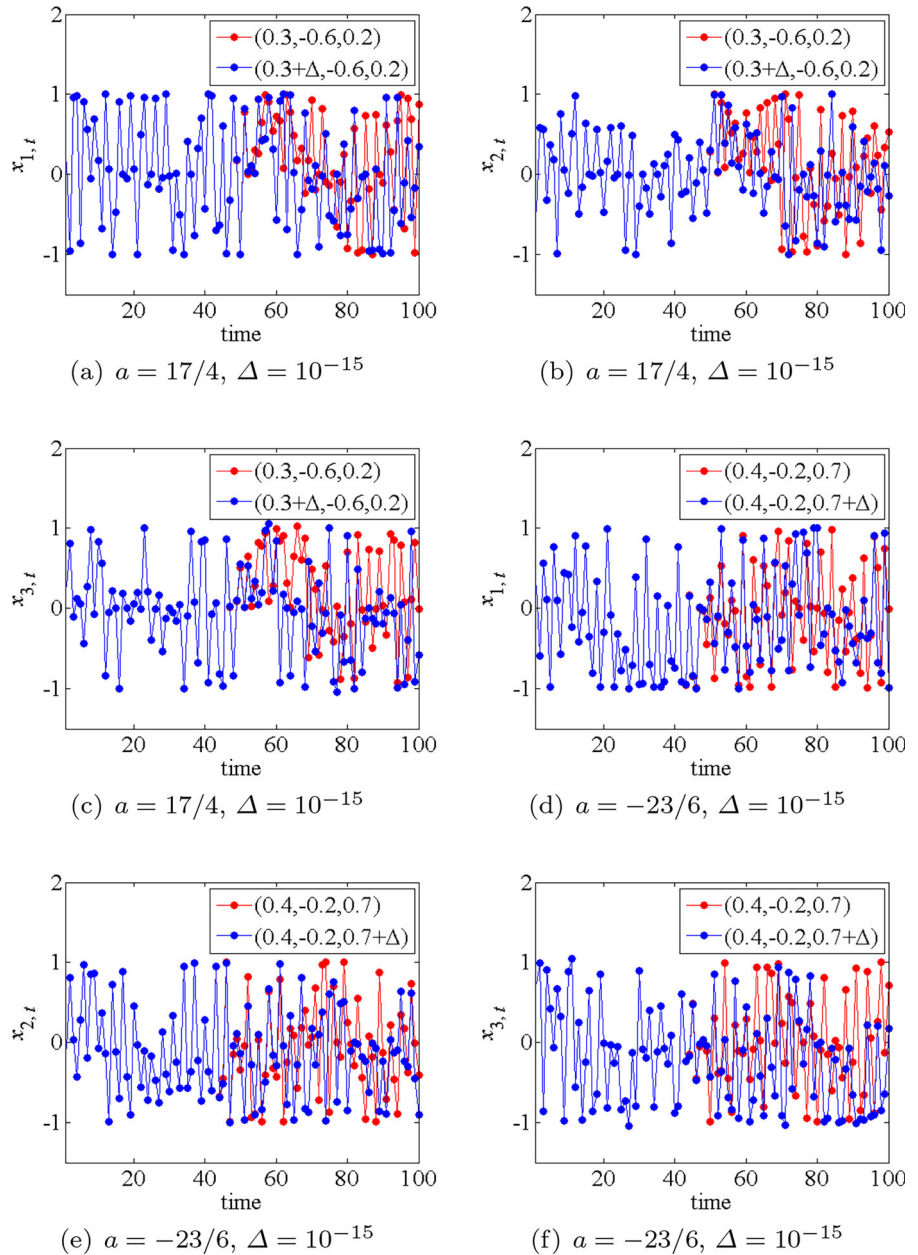 2
(0.3,-0.6,0.2)
(0.3+Δ,-0.6,0.2)
1
0
-1
x1,t
20 40 60 80 100
time
(a) a = 17/4, Δ = 10−15
2
(0.3,-0.6,0.2)
(0.3+Δ,-0.6,0.2)
1
0
-1
x2,t
20 40 60 80 100
time
(b) a = 17/4, Δ = 10−15
2
(0.3,-0.6,0.2)
(0.3+Δ,-0.6,0.2)
1
0
-1
x3,t
20 40 60 80 100
time
(c) a = 17/4, Δ = 10−15
2
(0.4,-0.2,0.7)
(0.4,-0.2,0.7+Δ)
1
0
-1
x1,t
20 40 60 80 100
time
(d) a = −23/6, Δ = 10−15
2
(0.4,-0.2,0.7)
(0.4,-0.2,0.7+Δ)
1
0
-1
x2,t
20 40 60 80 100
time
(e) a = −23/6, Δ = 10−15
2
(0.4,-0.2,0.7)
(0.4,-0.2,0.7+Δ)
1
0
-1
x3,t
20 40 60 80 100
time
(f) a = −23/6, Δ = 10−15